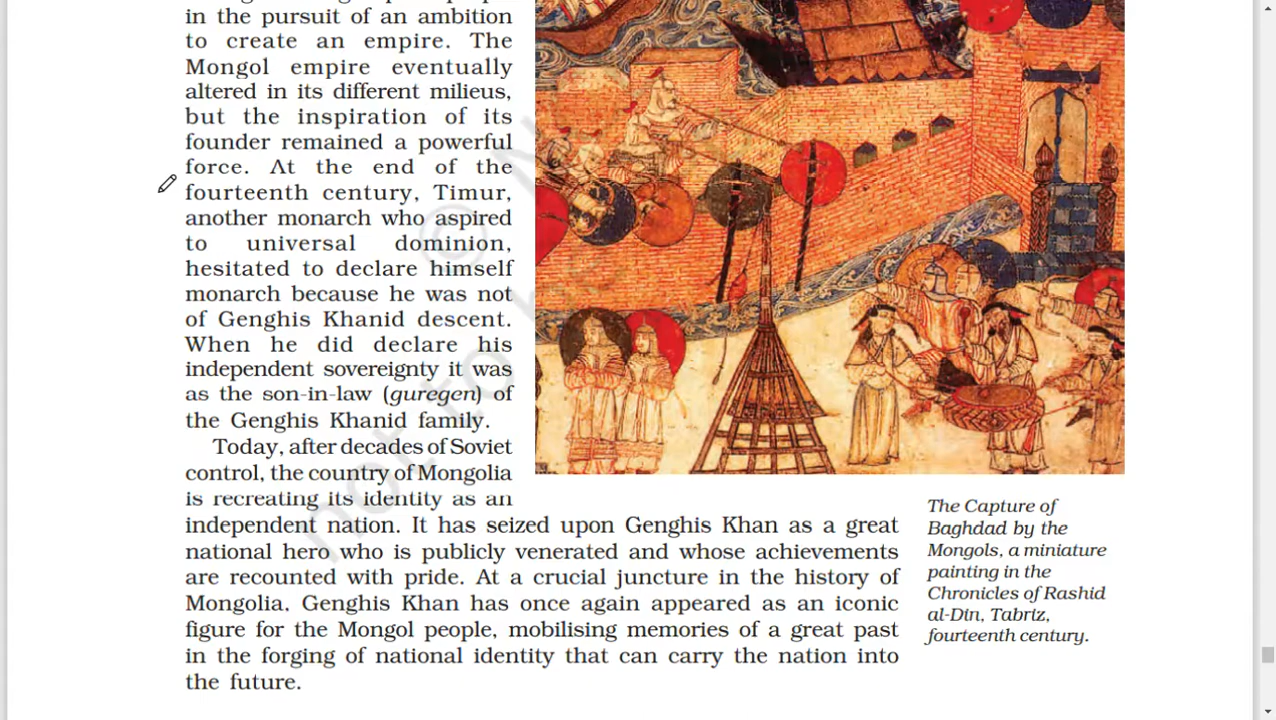 in the pursuit of an ambition
to create an empire. The
Mongol empire eventually
altered in its different milieus,
but the inspiration of its
founder remained a powerful
force. At the end of the
fourteenth century, Timur,
another monarch who aspired
to universal dominion,
hesitated to declare himself
monarch because he was not
of Genghis Khanid descent.
When he did declare his
independent sovereignty it was
as the son-in-law (guregen) of
the Genghis Khanid family.
Today, after decades of Soviet
control, the country of Mongolia
is recreating its identity as an
independent nation. It has seized upon Genghis Khan as a great
national hero who is publicly venerated and whose achievements
are recounted with pride. At a crucial juncture in the history of
Mongolia, Genghis Khan has once again appeared as an iconic
figure for the Mongol people, mobilising memories of a great past
in the forging of national identity that can carry the nation into
the future.
The Capture of
Baghdad by the
Mongols, a miniature
painting in the
Chronicles of Rashid
al-Din, Tabriz,
fourteenth century.
© N
not to be